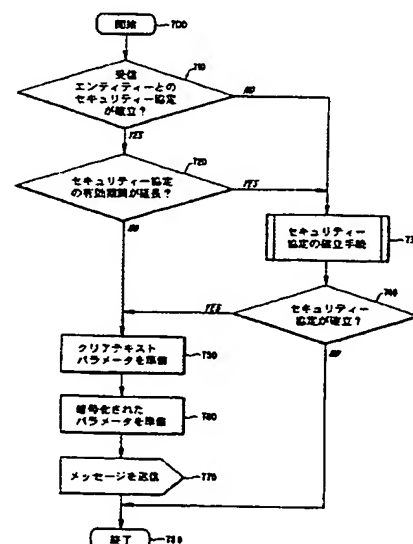 開始
700
受信
エンティティーとの
セキュリティー協定
が確立?
710
NO
YES
720
セキュリティー協定
の有効期間が延長?
YES
NO
セキュリティー
協定の確立手続
セキュリティー
協定が確立?
YES
NO
クリアテキスト
パラメータを準備
暗号化された
パラメータを準備
メッセージを送信
終了